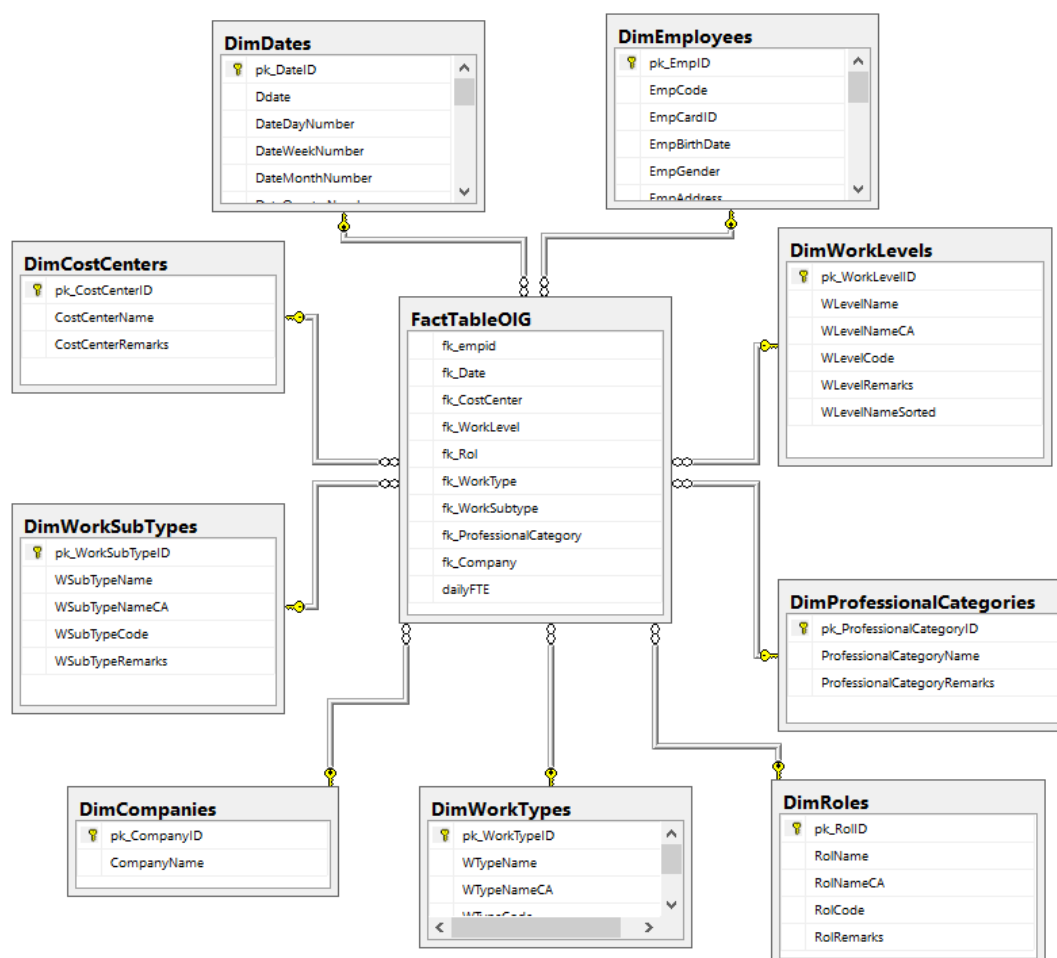 DimDates
pk_DateID
Ddate
DateDayNumber
DateWeekNumber
DateMonthNumber
DimEmployees
pk_EmpID
EmpCode
EmpCardID
EmpBirthDate
EmpGender
EmpAddress
DimCostCenters
pk_CostCenterID
CostCenterName
CostCenterRemarks
FactTableOIG
fk_empid
fk_Date
fk_CostCenter
fk_WorkLevel
fk_Rol
fk_WorkType
fk_WorkSubtype
fk_ProfessionalCategory
fk_Company
dailyFTE
DimWorkLevels
pk_WorkLevelID
WLevelName
WLevelNameCA
WLevelCode
WLevelRemarks
WLevelNameSorted
DimWorkSubTypes
pk_WorkSubTypeID
WSubTypeName
WSubTypeNameCA
WSubTypeCode
WSubTypeRemarks
DimProfessionalCategories
pk_ProfessionalCategoryID
ProfessionalCategoryName
ProfessionalCategoryRemarks
DimCompanies
pk_CompanyID
CompanyName
DimWorkTypes
pk_WorkTypeID
WTypeName
WTypeNameCA
DimRoles
pk_RolID
RolName
RolNameCA
RolCode
RolRemarks